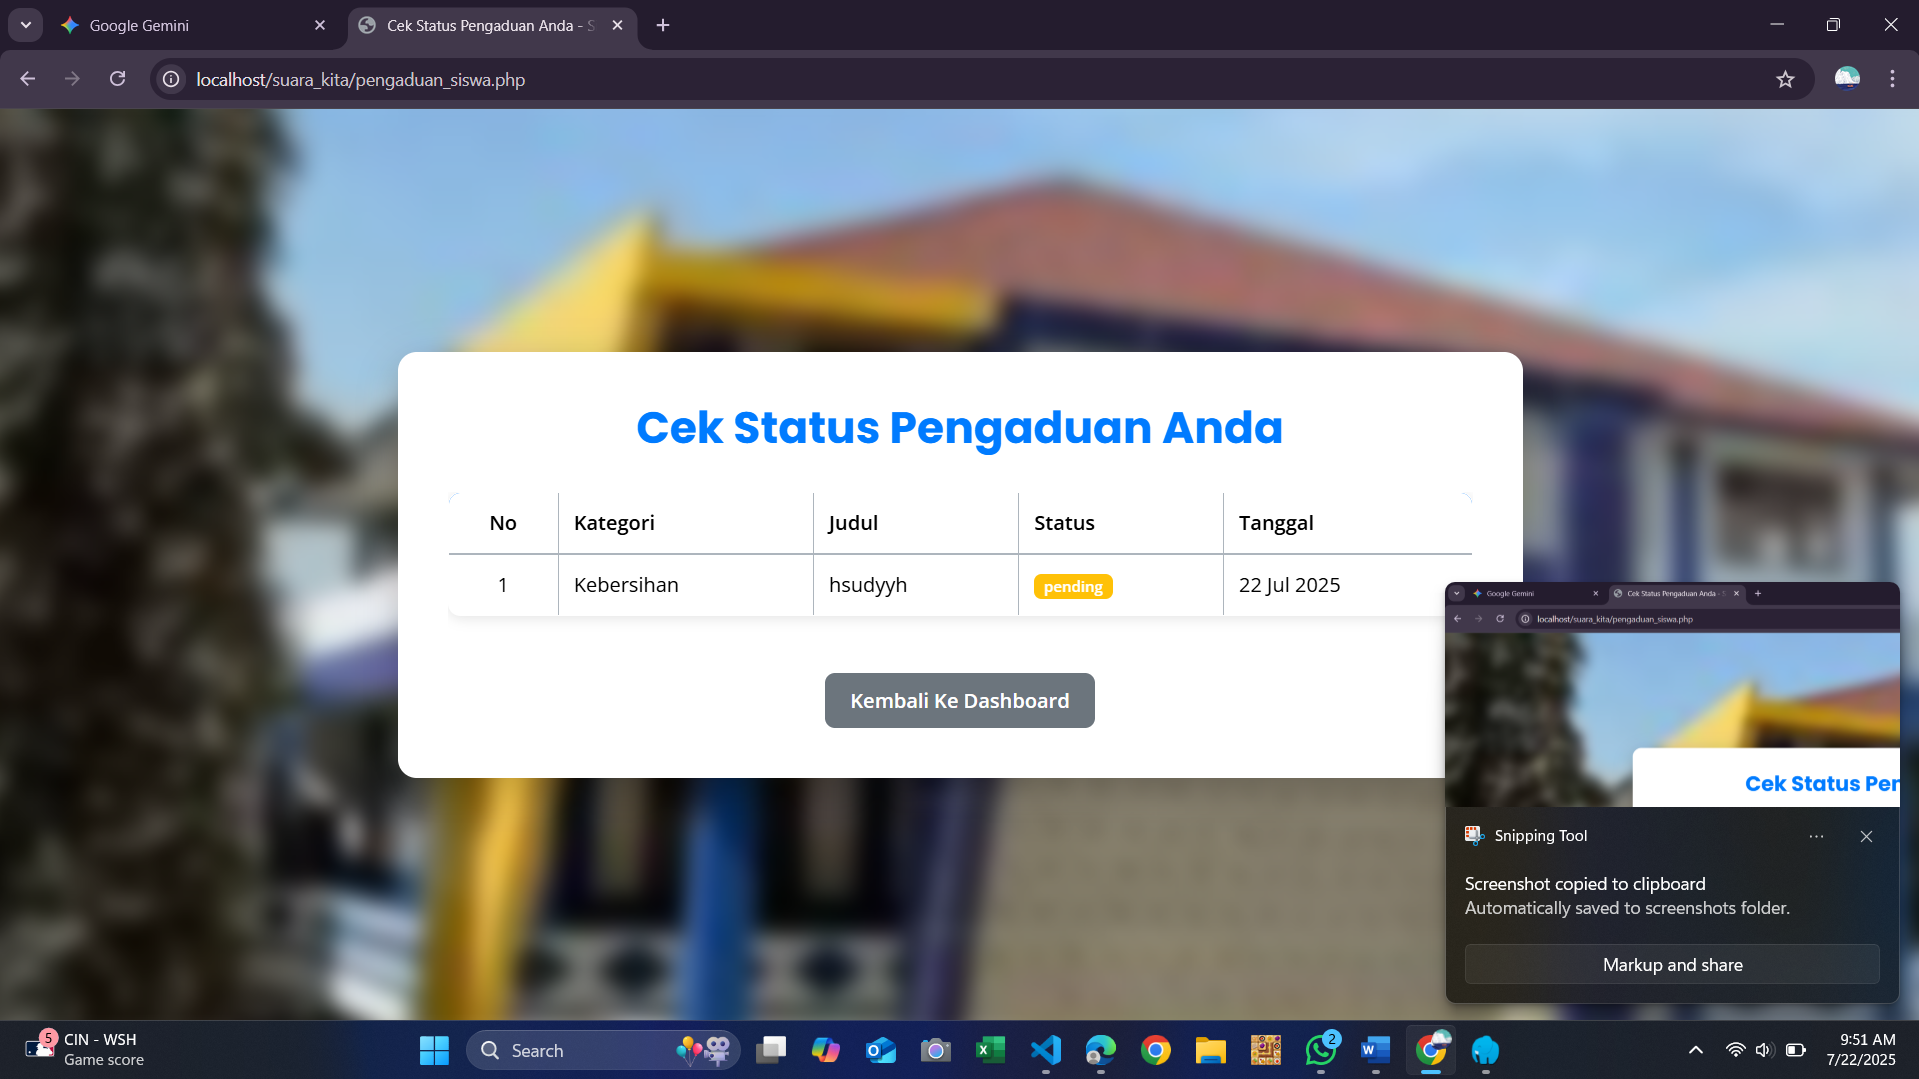 Google Gemini
Cek Status Pengaduan Anda - S
localhost/suara_kita/pengaduan_siswa.php
Cek Status Pengaduan Anda
No Kategori Judul Status Tanggal
1 Kebersihan hsudyyh pending 22 Jul 2025
Kembali Ke Dashboard
Google Gemini
Cek Status Pengaduan Anda - S
localhost/suara_kita/pengaduan_siswa.php
Cek Status Per
Snipping Tool
Screenshot copied to clipboard
Automatically saved to screenshots folder.
Markup and share
5
CIN - WSH
Game score
Search
2
9:51 AM
7/22/2025